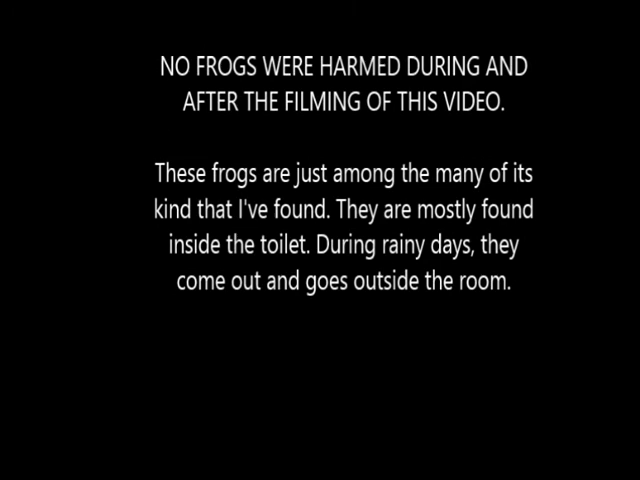 NO FROGS WERE HARMED DURING AND
AFTER THE FILMING OF THIS VIDEO.
These frogs are just among the many of its
kind that I've found. They are mostly found
inside the toilet. During rainy days, they
come out and goes outside the room.